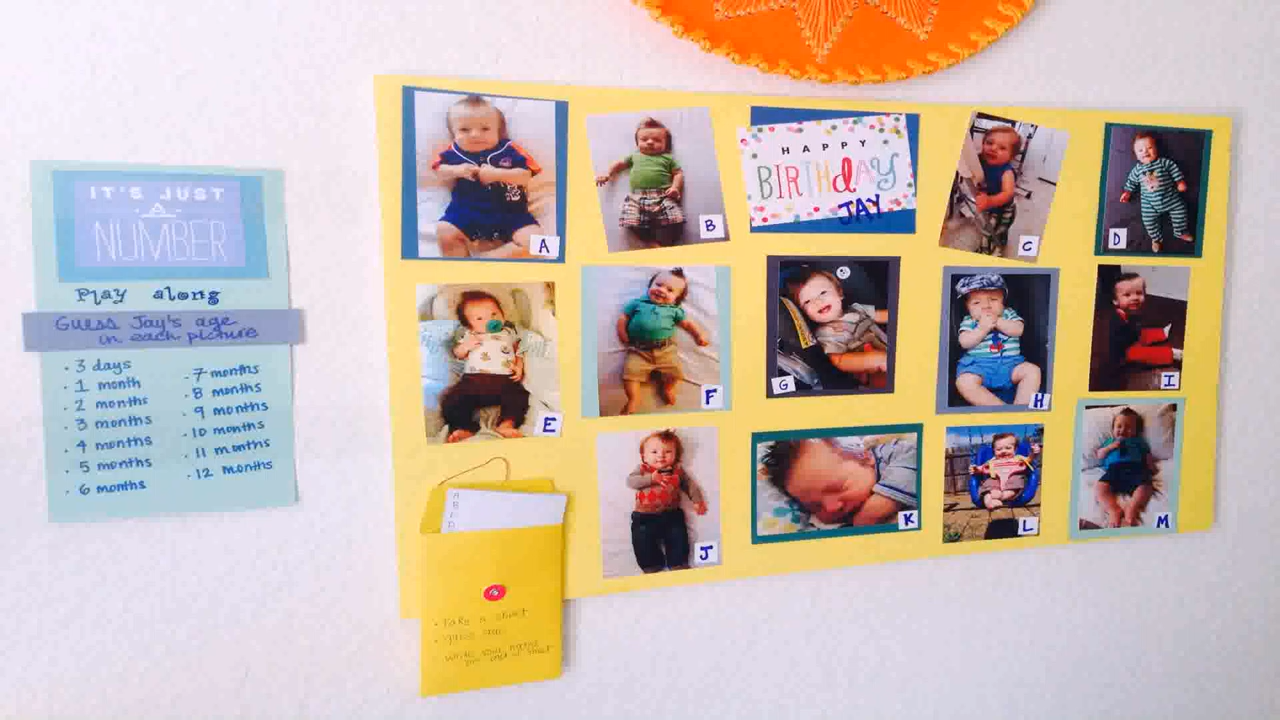 IT'S JUST
A
NUMBER
Play along
Guess Jay's age
in each picture
• 3 days
• 1 month
• 2 months
• 3 months
• 4 months
• 5 months
• 6 months
• 7 months
• 8 months
• 9 months
• 10 months
• 11 months
• 12 months
HAPPY
BIRTHDAY
JAY
A
B
C
D
E
F
G
H
I
J
K
L
M
A
B
C
D
• Take a sheet
• guess
• write your name